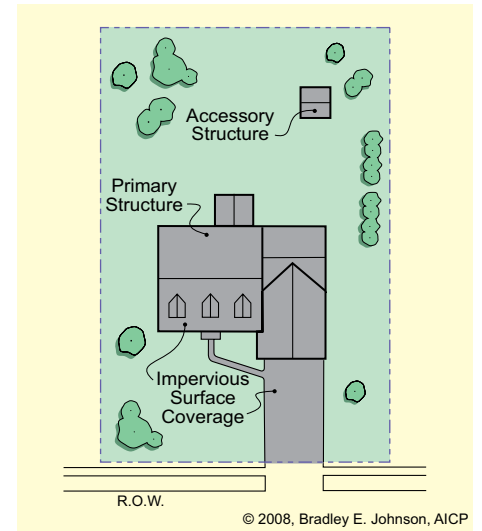 Accessory
Structure
Primary
Structure
Impervious
Surface
Coverage
R.O.W.
© 2008, Bradley E. Johnson, AICP